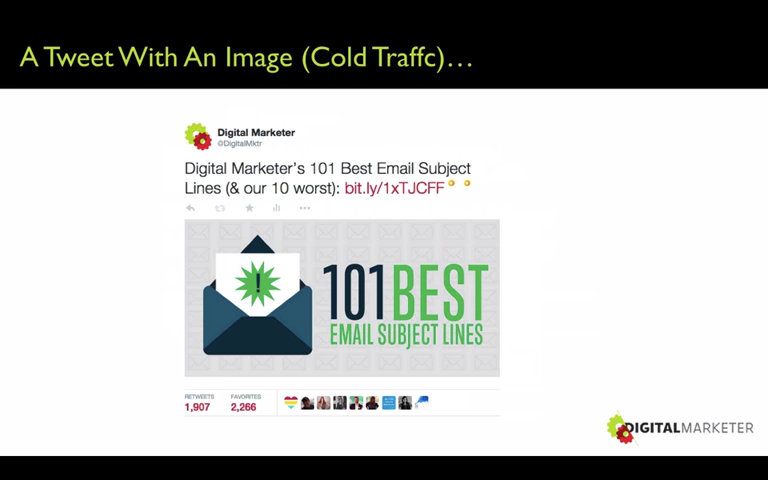 A Tweet With An Image (Cold Traffc)...
Digital Marketer
@DigitalMktr
Digital Marketer's 101 Best Email Subject
Lines (& our 10 worst): bit.ly/1xTJCFF
!
101 BEST
EMAIL SUBJECT LINES
RETWEETS FAVORITES
1,907 2,266
DIGITALMARKETER